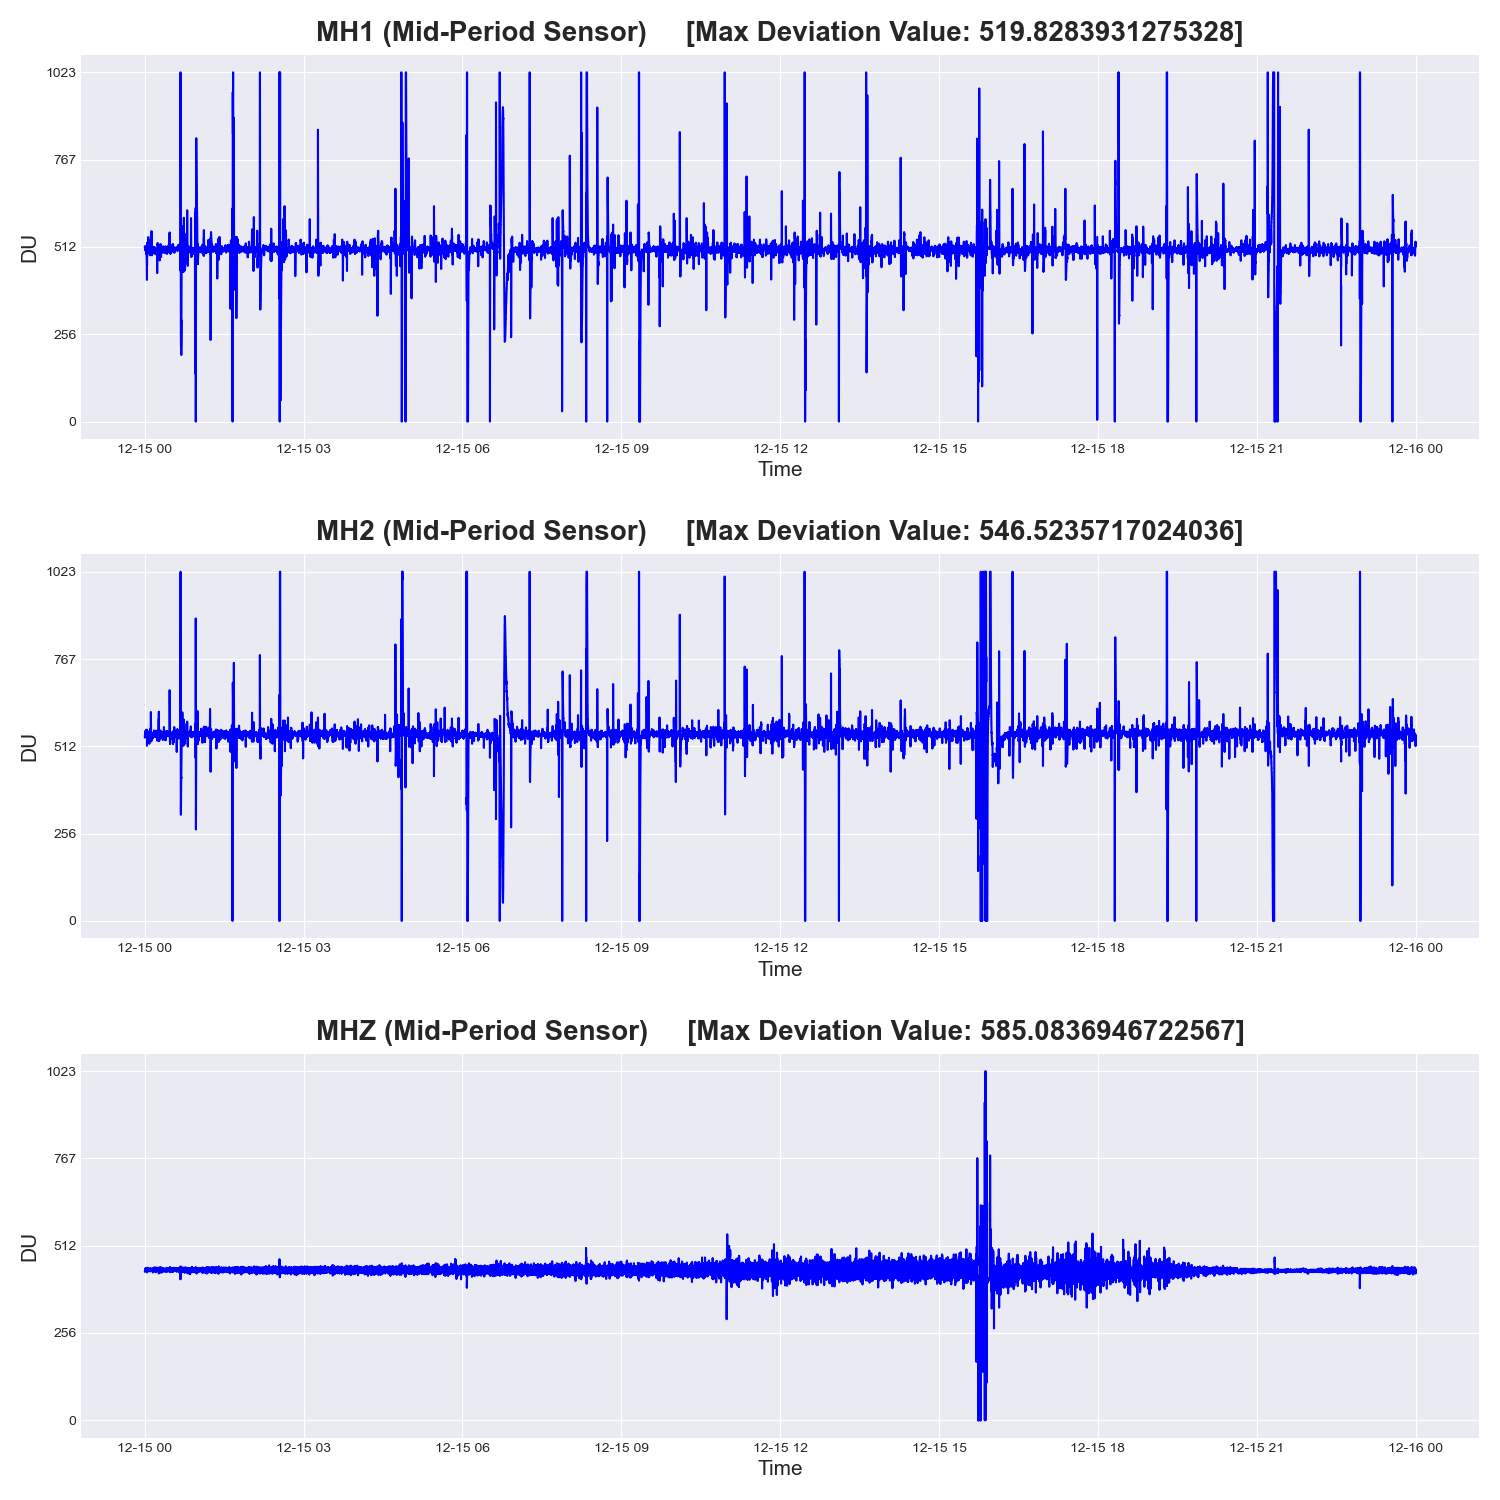 MH1 (Mid-Period Sensor) [Max Deviation Value: 519.8283931275328]
1023
767
512
256
0
DU
12-15 00 12-15 03 12-15 06 12-15 09 12-15 12 12-15 15 12-15 18 12-15 21 12-16 00
Time
MH2 (Mid-Period Sensor) [Max Deviation Value: 546.5235717024036]
1023
767
512
256
0
DU
12-15 00 12-15 03 12-15 06 12-15 09 12-15 12 12-15 15 12-15 18 12-15 21 12-16 00
Time
MHZ (Mid-Period Sensor) [Max Deviation Value: 585.0836946722567]
1023
767
512
256
0
DU
12-15 00 12-15 03 12-15 06 12-15 09 12-15 12 12-15 15 12-15 18 12-15 21 12-16 00
Time